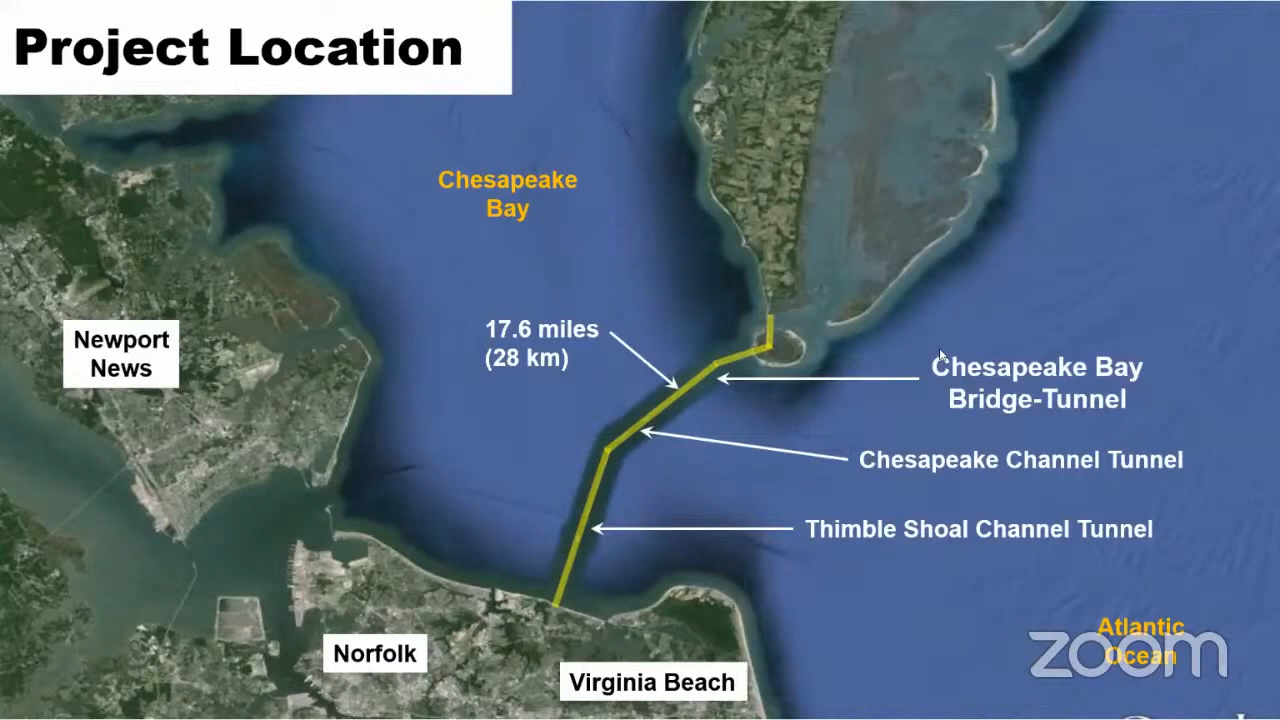 Project Location
Chesapeake
Bay
17.6 miles
(28 km)
Newport
News
Chesapeake Bay
Bridge-Tunnel
Chesapeake Channel Tunnel
Thimble Shoal Channel Tunnel
Atlantic
Ocean
zoom
Norfolk
Virginia Beach